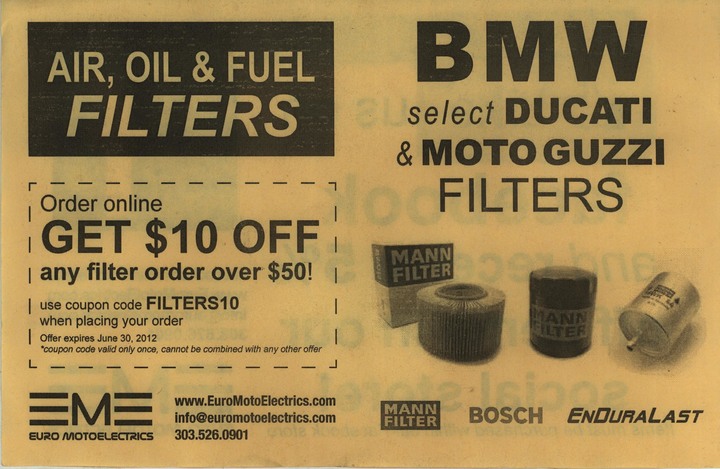 AIR, OIL & FUEL
FILTERS
Order online
GET $10 OFF
any filter order over $50!
use coupon code FILTERS10
when placing your order
Offer expires June 30, 2012
*coupon code valid only once, cannot be combined with any other offer
EME
EURO MOTOELECTRICS
www.EuroMotoElectrics.com
info@euromotoelectrics.com
303.526.0901
BMW
select DUCATI
& MOTO GUZZI
FILTERS
MANN
FILTER
MANN
FILTER
MANN
FILTER
BOSCH
ENDURALAST